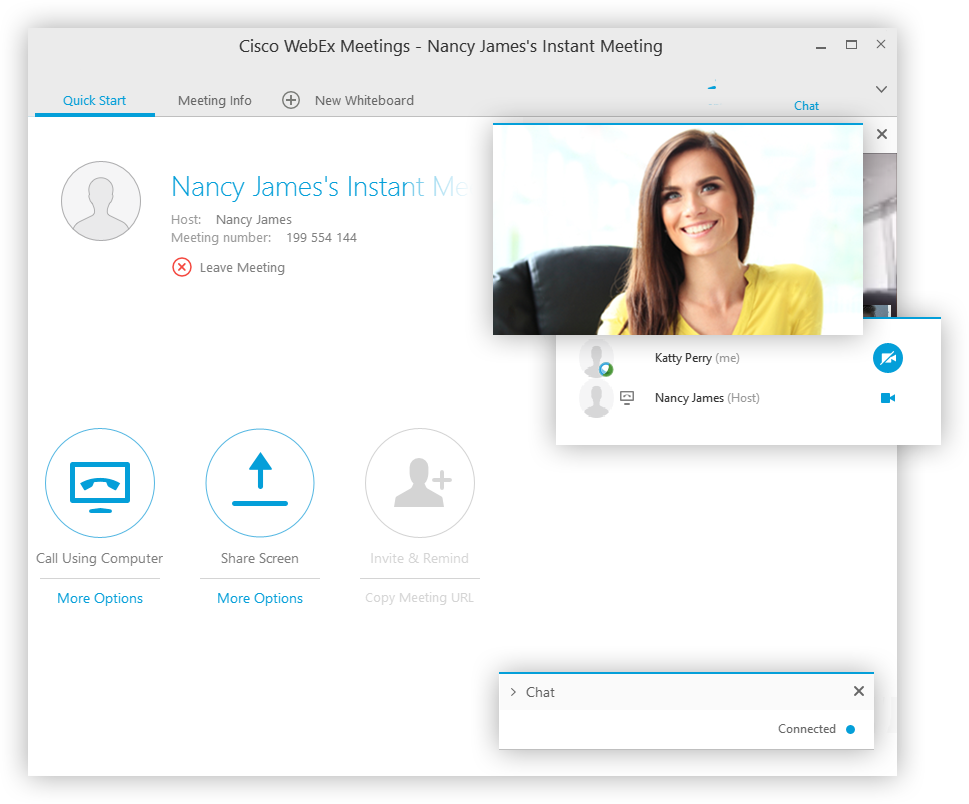 Cisco WebEx Meetings - Nancy James's Instant Meeting
Quick Start
Meeting Info
New Whiteboard
Chat
Nancy James's Instant Me
Host: Nancy James
Meeting number: 199 554 144
Leave Meeting
Katty Perry (me)
Nancy James (Host)
Call Using Computer
Share Screen
Invite & Remind
More Options
More Options
Copy Meeting URL
Chat
Connected